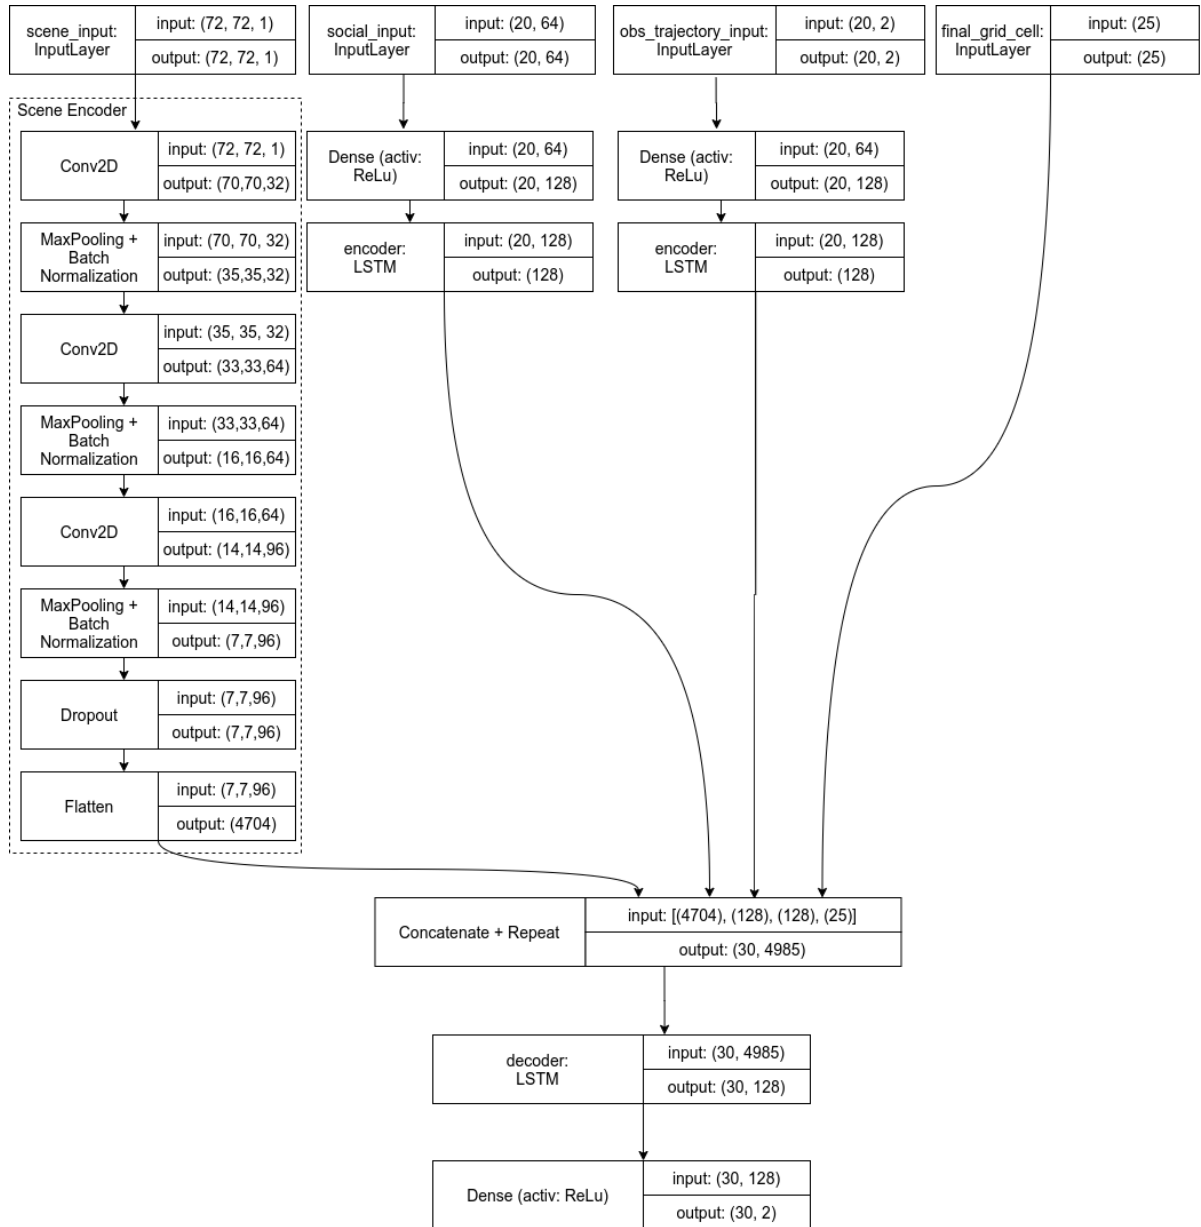 scene_input:
InputLayer
input: (72, 72, 1)
output: (72, 72, 1)
social_input:
InputLayer
input: (20, 64)
output: (20, 64)
obs_trajectory_input:
InputLayer
input: (20, 2)
output: (20, 2)
final_grid_cell:
InputLayer
input: (25)
output: (25)
Scene Encoder
Conv2D
input: (72, 72, 1)
output: (70,70,32)
MaxPooling +
Batch
Normalization
input: (70, 70, 32)
output: (35,35,32)
Conv2D
input: (35, 35, 32)
output: (33,33,64)
MaxPooling +
Batch
Normalization
input: (33,33,64)
output: (16,16,64)
Conv2D
input: (16,16,64)
output: (14,14,96)
MaxPooling +
Batch
Normalization
input: (14,14,96)
output: (7,7,96)
Dropout
input: (7,7,96)
output: (7,7,96)
Flatten
input: (7,7,96)
output: (4704)
Dense (activ:
ReLu)
input: (20, 64)
output: (20, 128)
encoder:
LSTM
input: (20, 128)
output: (128)
Dense (activ:
ReLu)
input: (20, 64)
output: (20, 128)
encoder:
LSTM
input: (20, 128)
output: (128)
Concatenate + Repeat
input: [(4704), (128), (128), (25)]
output: (30, 4985)
decoder:
LSTM
input: (30, 4985)
output: (30, 128)
Dense (activ: ReLu)
input: (30, 128)
output: (30, 2)